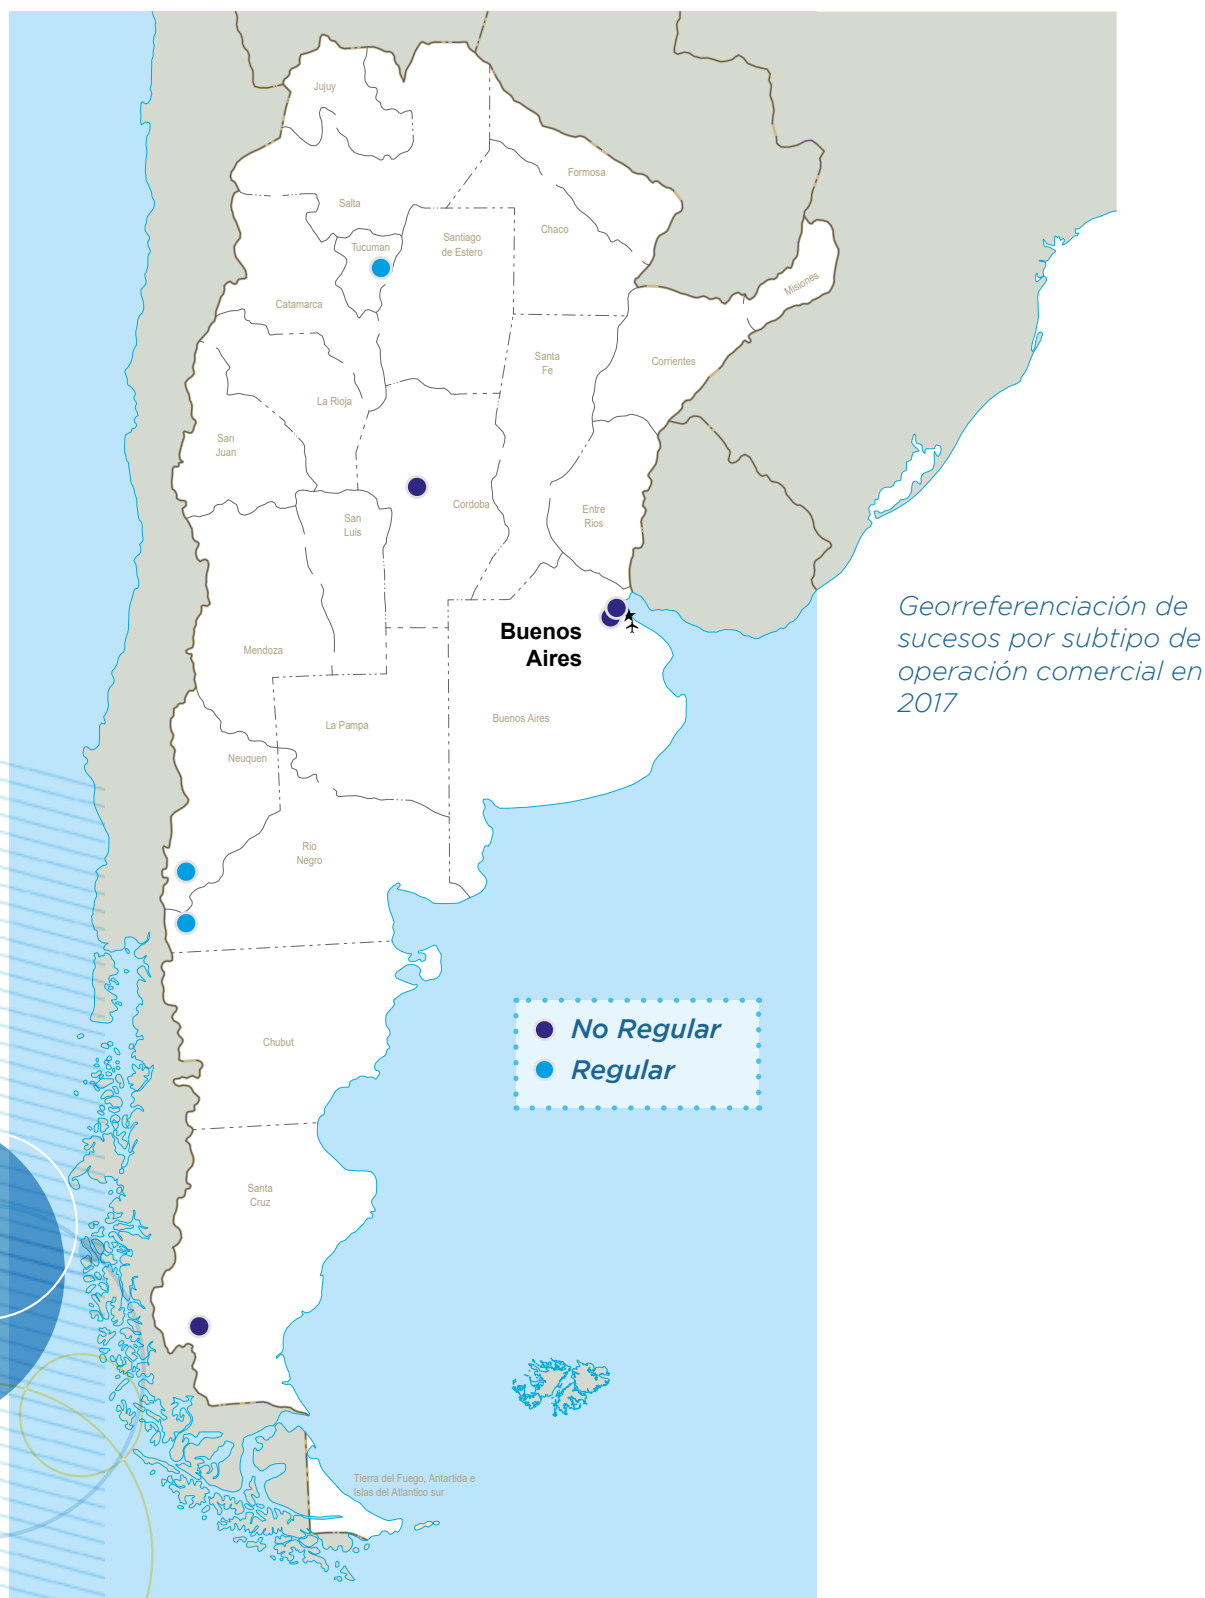 Jujuy
Formosa
Salta
Chaco
Tucuman
Santiago
de Estero
Misiones
Catamarca
Santa
Fe
Corrientes
La Rioja
San
Juan
Cordoba
San
Luis
Entre
Rios
Buenos
Aires
Mendoza
La Pampa
Buenos Aires
Neuquen
Rio
Negro
Chubut
Santa
Cruz
Tierra del Fuego, Antartida e
Islas del Atlantico sur
No Regular
Regular
Georreferenciación de
sucesos por subtipo de
operación comercial en
2017